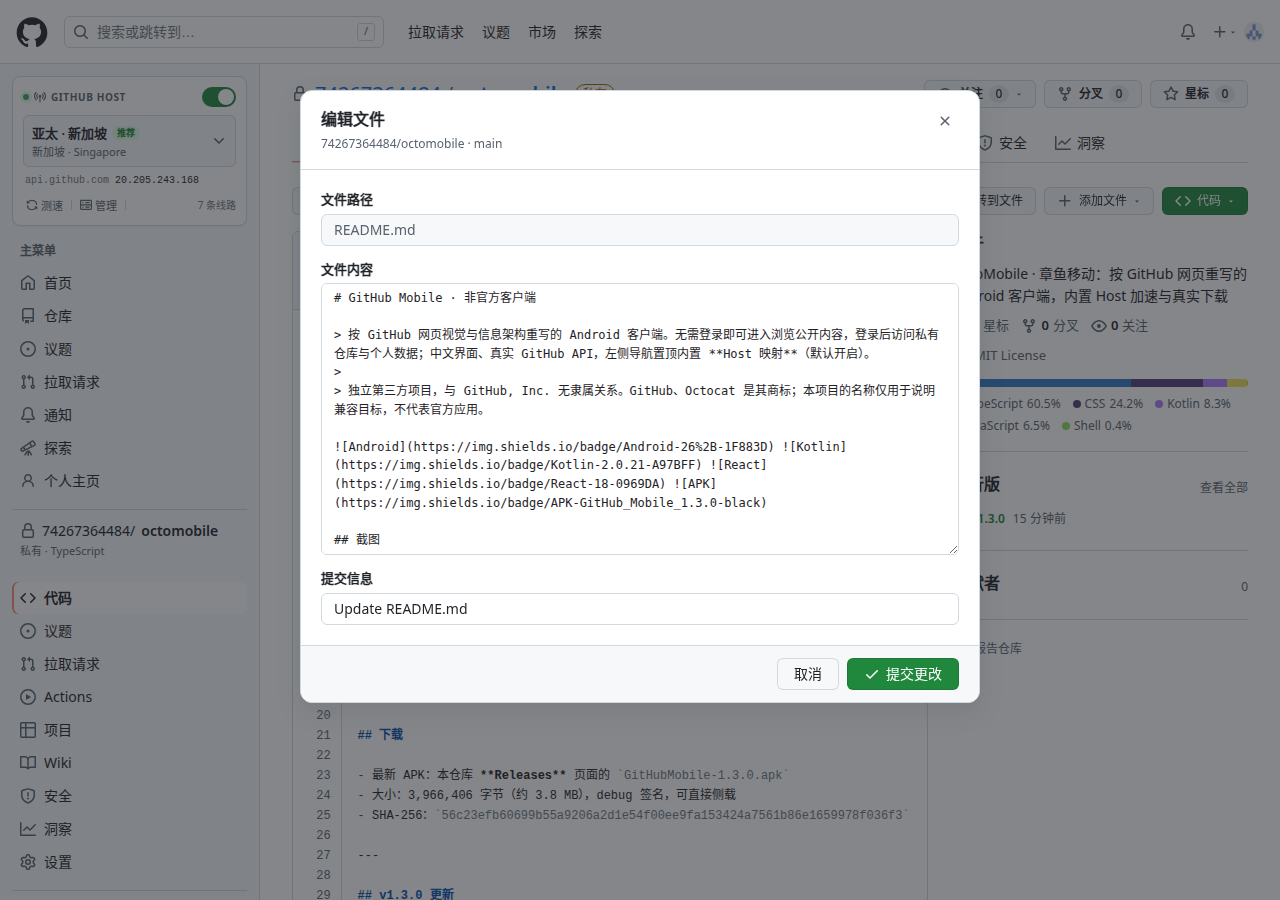 搜索或跳转到…
/
拉取请求
议题
市场
探索
GITHUB HOST
亚太 · 新加坡 推荐
新加坡 · Singapore
api.github.com 20.205.243.168
测速
管理
7 条线路
主菜单
首页
仓库
议题
拉取请求
通知
探索
个人主页
74267364484/ octomobile
私有 · TypeScript
代码
议题
拉取请求
Actions
项目
Wiki
安全
洞察
设置
0
分叉 0
星标 0
安全
洞察
转到文件
添加文件
代码
编辑文件
74267364484/octomobile · main
文件路径
README.md
文件内容
# GitHub Mobile · 非官方客户端
> 按 GitHub 网页视觉与信息架构重写的 Android 客户端。无需登录即可进入浏览公开内容，登录后访问私有
仓库与个人数据；中文界面、真实 GitHub API，左侧导航置顶内置 **Host 映射**（默认开启）。
>
> 独立第三方项目，与 GitHub, Inc. 无隶属关系。GitHub、Octocat 是其商标；本项目的名称仅用于说明
兼容目标，不代表官方应用。
![Android](https://img.shields.io/badge/Android-26%2B-1F883D) ![Kotlin]
(https://img.shields.io/badge/Kotlin-2.0.21-A97BFF) ![React]
(https://img.shields.io/badge/React-18-0969DA) ![APK]
(https://img.shields.io/badge/APK-GitHub_Mobile_1.3.0-black)
## 截图
提交信息
Update README.md
取消
提交更改
oMobile · 章鱼移动：按 GitHub 网页重写的
roid 客户端，内置 Host 加速与真实下载
星标
0 分叉
0 关注
MIT License
peScript 60.5%
CSS 24.2%
Kotlin 8.3%
aScript 6.5%
Shell 0.4%
版
查看全部
1.3.0 15 分钟前
者
0
报告仓库
20
21 ## 下载
22
23 - 最新 APK：本仓库 **Releases** 页面的 `GitHubMobile-1.3.0.apk`
24 - 大小：3,966,406 字节（约 3.8 MB），debug 签名，可直接侧载
25 - SHA-256：`56c23efb60699b55a9206a2d1e54f00ee9fa153424a7561b86e1659978f036f3`
26
27 ---
28
29 ## v1.3.0 更新